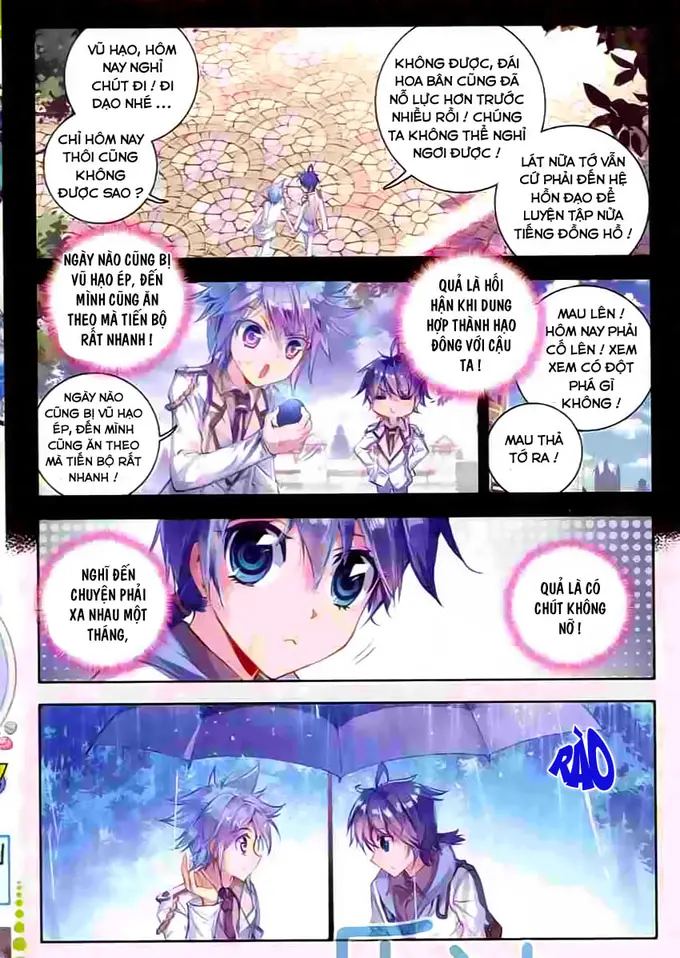 VŨ HẠO, HÔM
NAY NGHỈ
CHÚT ĐI ! ĐI
DẠO NHÉ ...
CHỈ HÔM NAY
THÔI CŨNG
KHÔNG
ĐƯỢC SAO ?
KHÔNG ĐƯỢC, ĐÁI
HOA BÂN CŨNG ĐÃ
NỖ LỰC HƠN TRƯỚC
NHIỀU RỒI ! CHÚNG
TA KHÔNG THỂ NGHỈ
NGƠI ĐƯỢC !
LÁT NỮA TỚ VẪN
CỨ PHẢI ĐẾN HỆ
HỒN ĐẠO ĐỂ
LUYỆN TẬP NỬA
TIẾNG ĐỒNG HỒ !
NGÀY NÀO CŨNG BỊ
VŨ HẠO ÉP, ĐẾN
MÌNH CŨNG ĂN
THEO MÀ TIẾN BỘ
RẤT NHANH !
NGÀY NÀO
CŨNG BỊ VŨ HẠO
ÉP, ĐẾN MÌNH
CŨNG ĂN THEO
MÀ TIẾN BỘ RẤT
NHANH !
QUẢ LÀ HỐI
HẬN KHI DUNG
HỢP THÀNH HẠO
ĐÔNG VỚI CẬU
TA !
MAU LÊN !
HÔM NAY PHẢI
CỐ LÊN ! XEM
XEM CÓ ĐỘT
PHÁ GÌ
KHÔNG !
MAU THẢ
TỚ RA !
NGHĨ ĐẾN
CHUYỆN PHẢI
XA NHAU MỘT
THÁNG,
QUẢ LÀ CÓ
CHÚT KHÔNG
NỠ !
RÀO